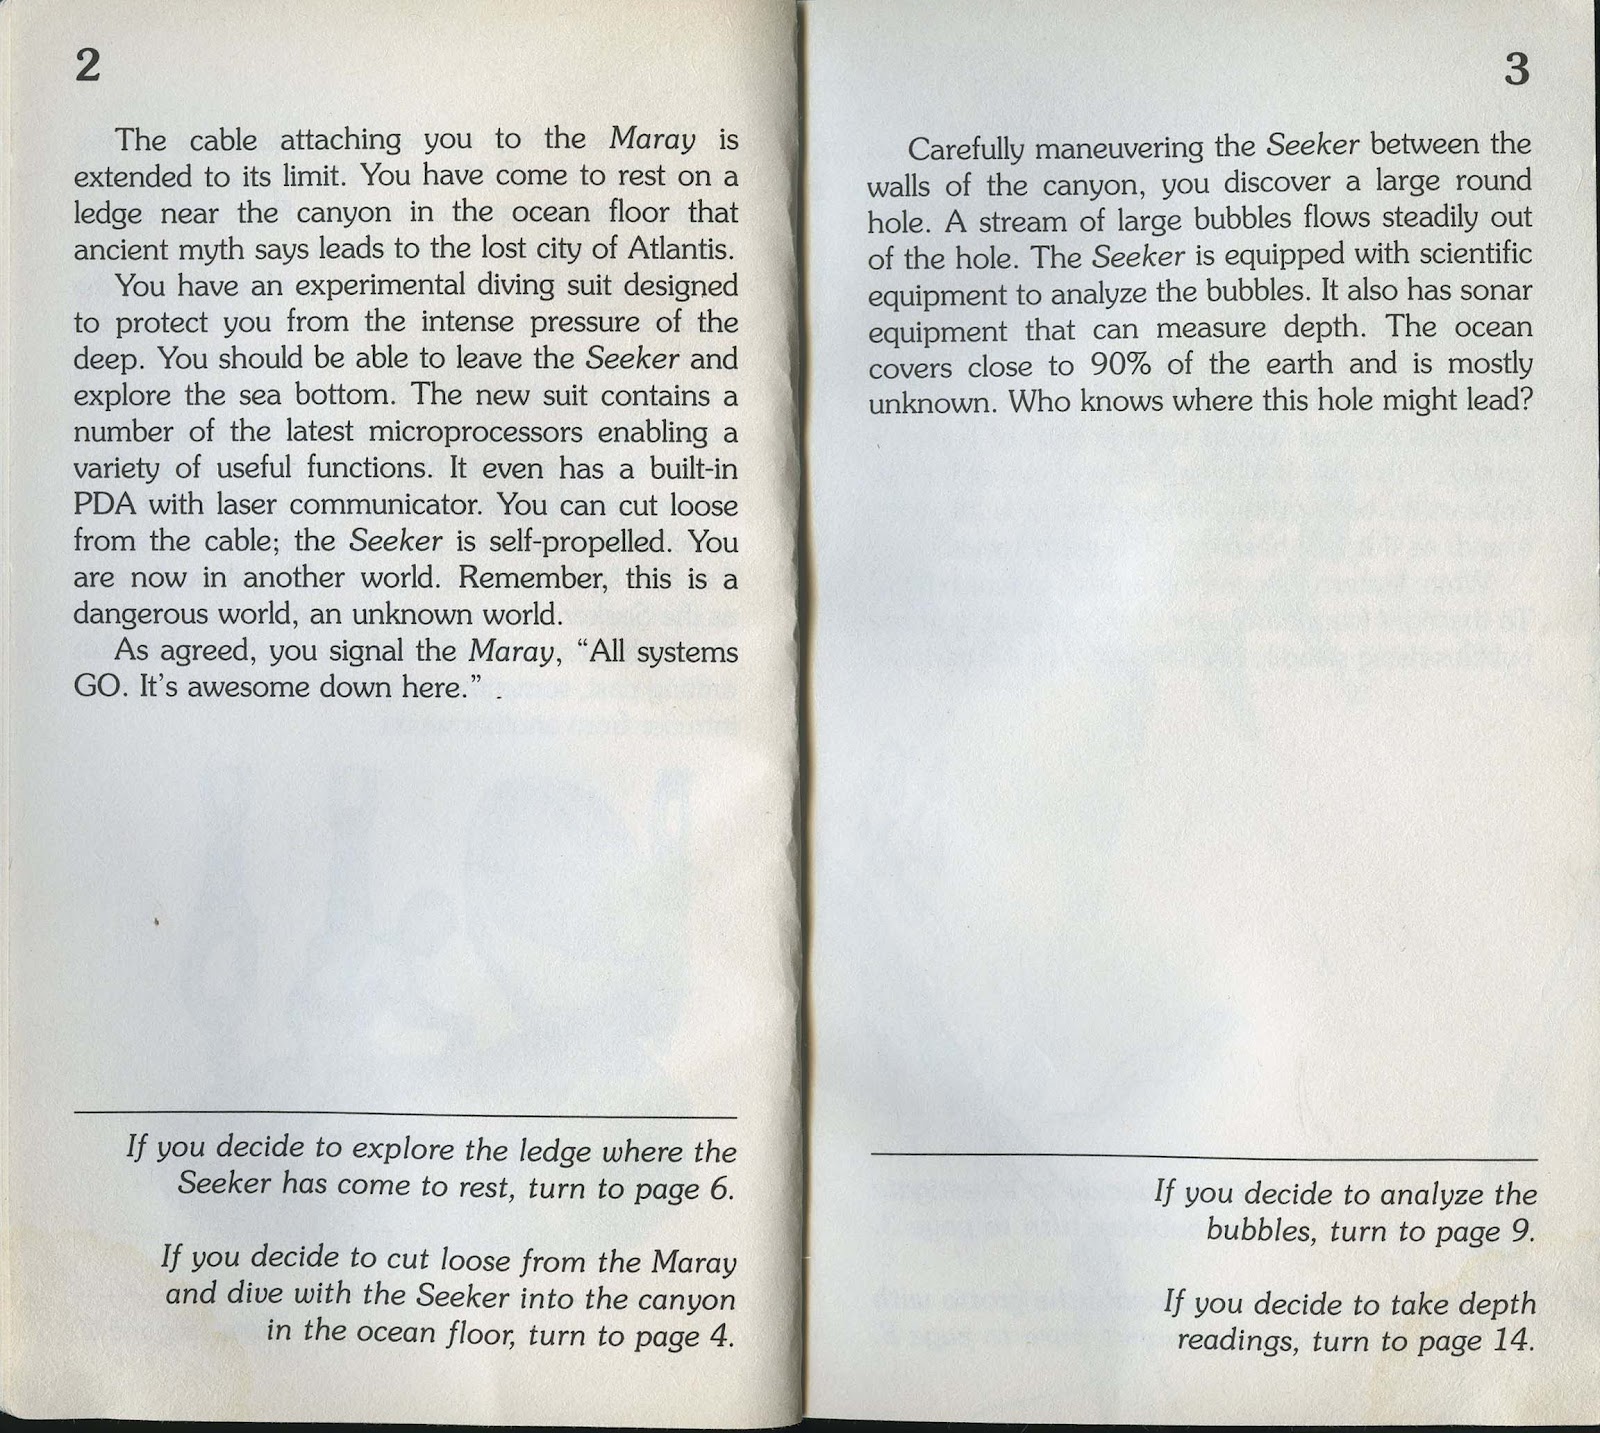 2
The cable attaching you to the Maray is
extended to its limit. You have come to rest on a
ledge near the canyon in the ocean floor that
ancient myth says leads to the lost city of Atlantis.
You have an experimental diving suit designed
to protect you from the intense pressure of the
deep. You should be able to leave the Seeker and
explore the sea bottom. The new suit contains a
number of the latest microprocessors enabling a
variety of useful functions. It even has a built-in
PDA with laser communicator. You can cut loose
from the cable; the Seeker is self-propelled. You
are now in another world. Remember, this is a
dangerous world, an unknown world.
As agreed, you signal the Maray, “All systems
GO. It’s awesome down here.”
If you decide to explore the ledge where the
Seeker has come to rest, turn to page 6.
If you decide to cut loose from the Maray
and dive with the Seeker into the canyon
in the ocean floor, turn to page 4.
3
Carefully maneuvering the Seeker between the
walls of the canyon, you discover a large round
hole. A stream of large bubbles flows steadily out
of the hole. The Seeker is equipped with scientific
equipment to analyze the bubbles. It also has sonar
equipment that can measure depth. The ocean
covers close to 90% of the earth and is mostly
unknown. Who knows where this hole might lead?
If you decide to analyze the
bubbles, turn to page 9.
If you decide to take depth
readings, turn to page 14.